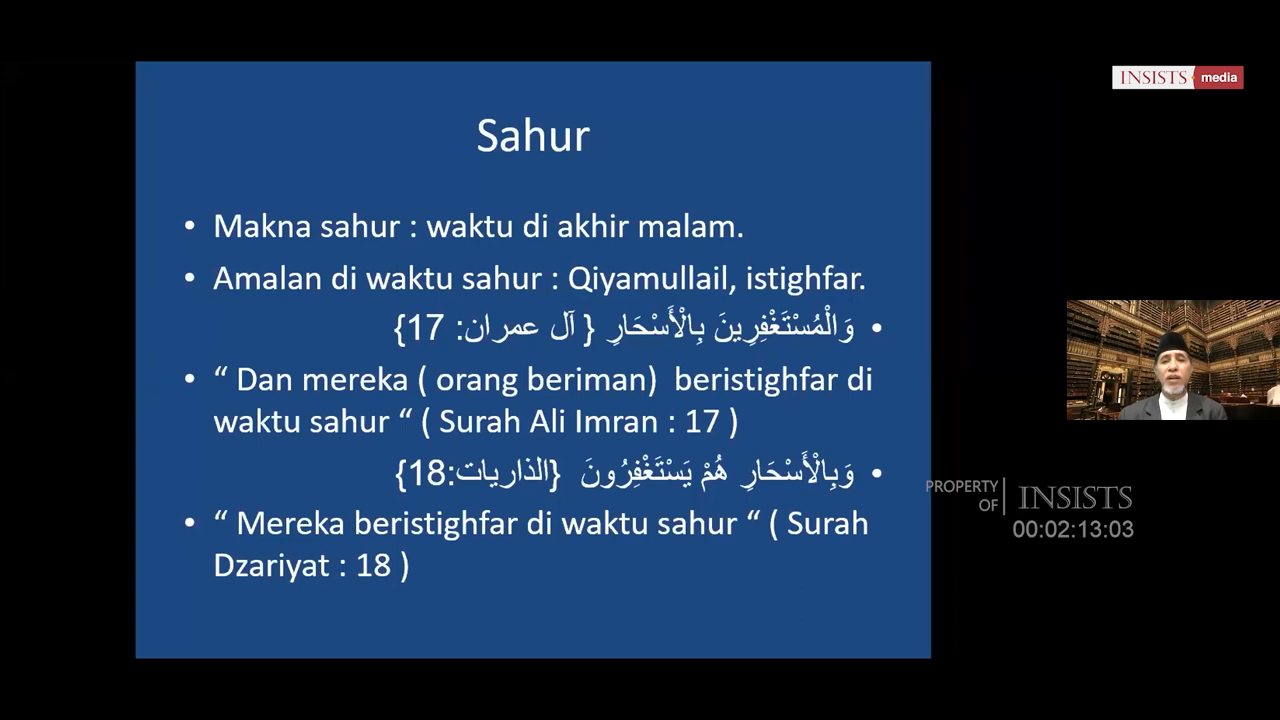 INSISTS media
Sahur
• Makna sahur : waktu di akhir malam.
• Amalan di waktu sahur : Qiyamullail, istighfar.
• وَالْمُسْتَغْفِرِينَ بِالْأَسْحَارِ { آل عمران: 17}
• “ Dan mereka ( orang beriman) beristighfar di
waktu sahur “ ( Surah Ali Imran : 17 )
• وَبِالْأَسْحَارِ هُمْ يَسْتَغْفِرُونَ {الذاريات:18}
• “ Mereka beristighfar di waktu sahur “ ( Surah
Dzariyat : 18 )
PROPERTY
OF
INSISTS
00:02:13:03